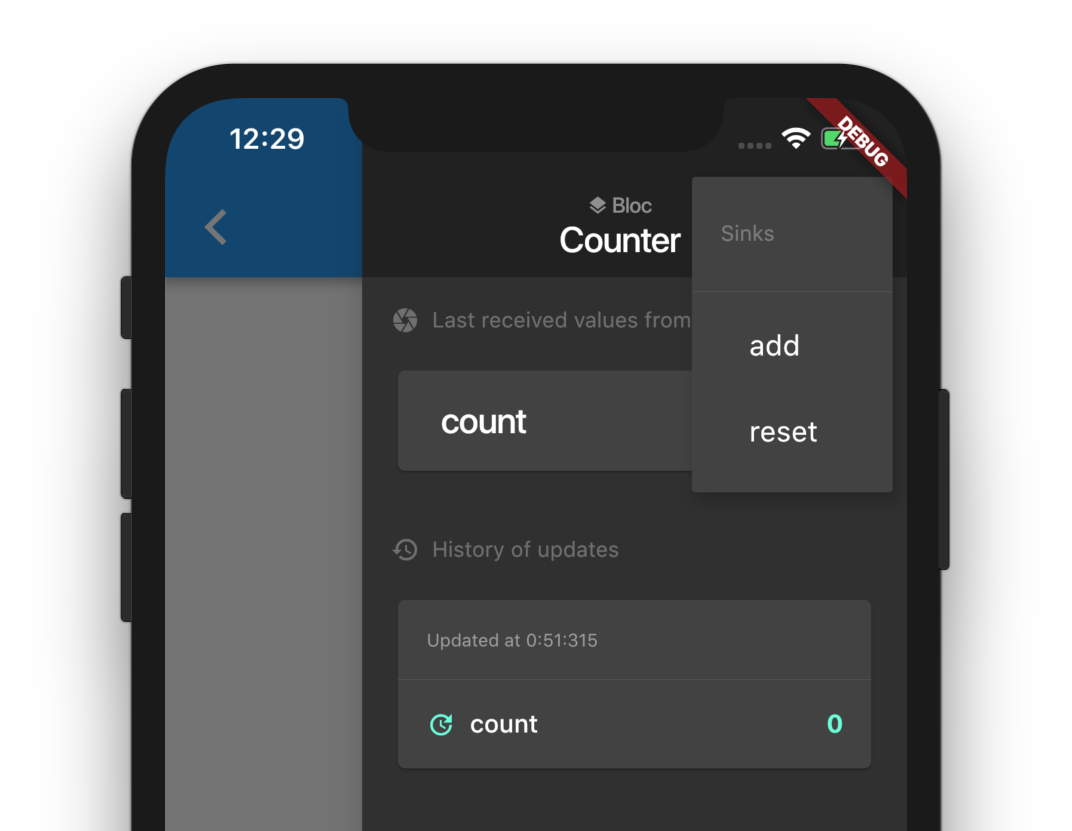 12:29
DEBUG
Bloc
Counter
Sinks
Last received values from
add
count
reset
History of updates
Updated at 0:51:315
count 0